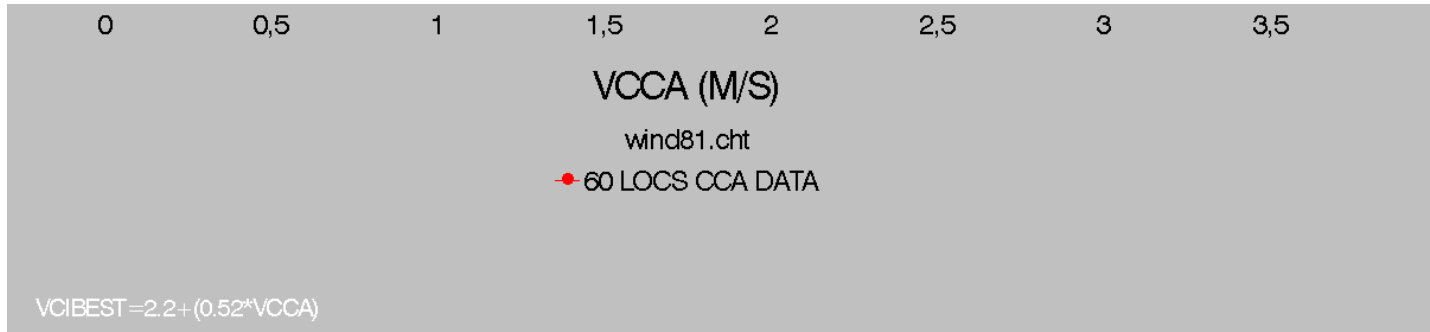 0 0,5 1 1,5 2 2,5 3 3,5
VCCA (M/S)
wind81.cht
60 LOCS CCA DATA
VCIBEST=2.2+(0.52*VCCA)